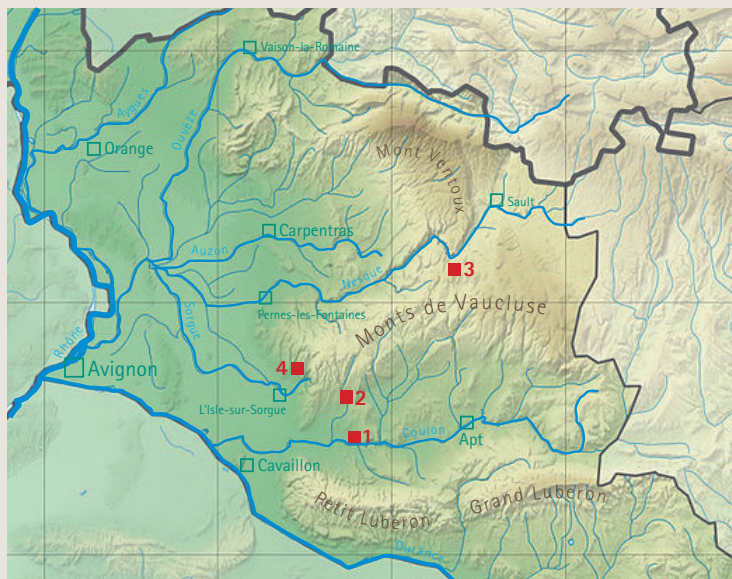 Vaison-la-Romaine
Aygues
Ouvèze
Orange
Mont Ventoux
Sault
Carpentras
Auzon
Nesque
3
Pernes-les-Fontaines
Monts de Vaucluse
Sorgue
Rhône
Avignon
4
2
L'Isle-sur-Sorgue
1
Coulon
Apt
Cavaillon
Petit Luberon
Grand Luberon
Durance